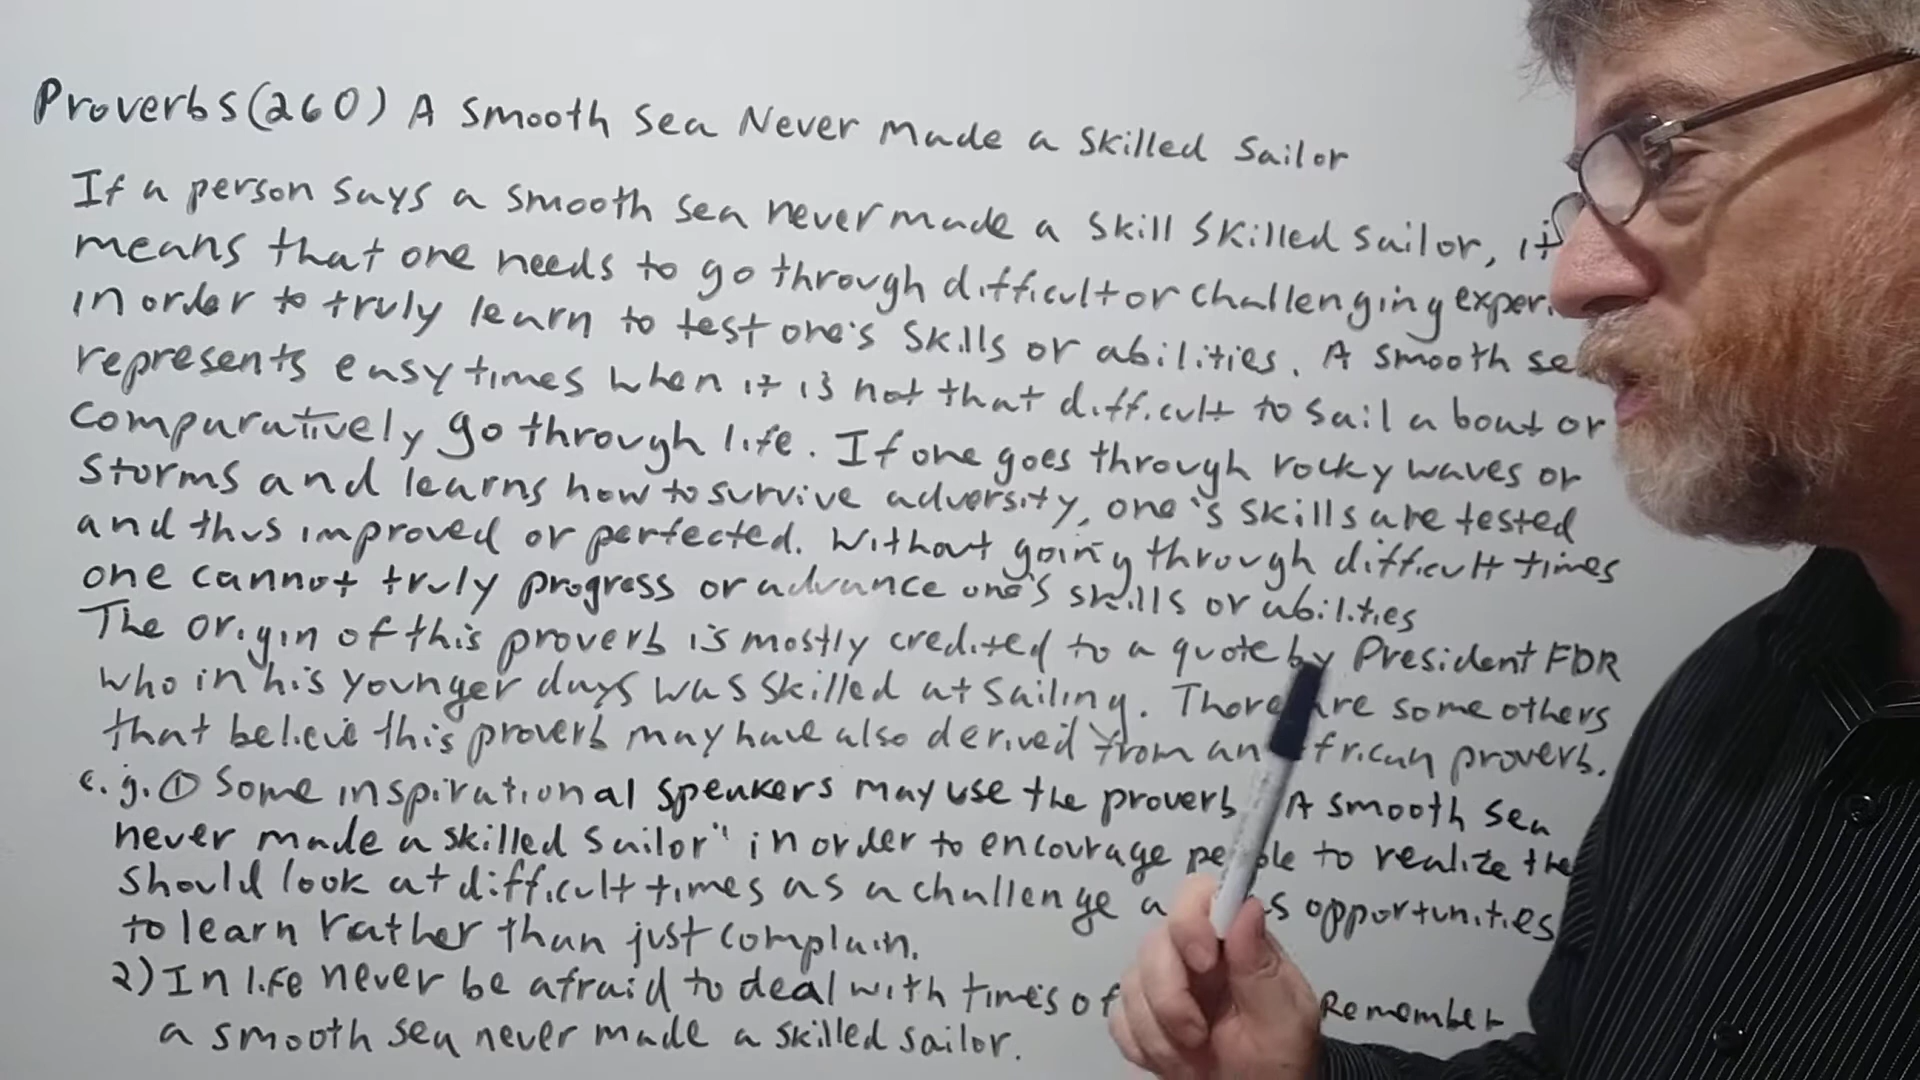 Proverbs (260) A Smooth Sea Never Made a Skilled Sailor
If a person says a smooth sea never made a skill skilled sailor, it
means that one needs to go through difficult or challenging exper
in order to truly learn to test one's skills or abilities. A smooth se
represents easy times when it is not that difficult to sail a boat or
comparatively go through life. If one goes through rocky waves or
storms and learns how to survive adversity, one's skills are tested
and thus improved or perfected. Without going through difficult times
one cannot truly progress or advance one's skills or abilities
The origin of this proverb is mostly credited to a quote by President FDR
who in his younger days was skilled at sailing. There are some others
that believe this proverb may have also derived from an African proverb.
e.g. ① Some inspirational speakers may use the proverb A smooth sea
never made a skilled sailor" in order to encourage people to realize the
should look at difficult times as a challenge a s opportunities
to learn rather than just complain.
2) In life never be afraid to deal with times of Remember
a smooth sea never made a skilled sailor.